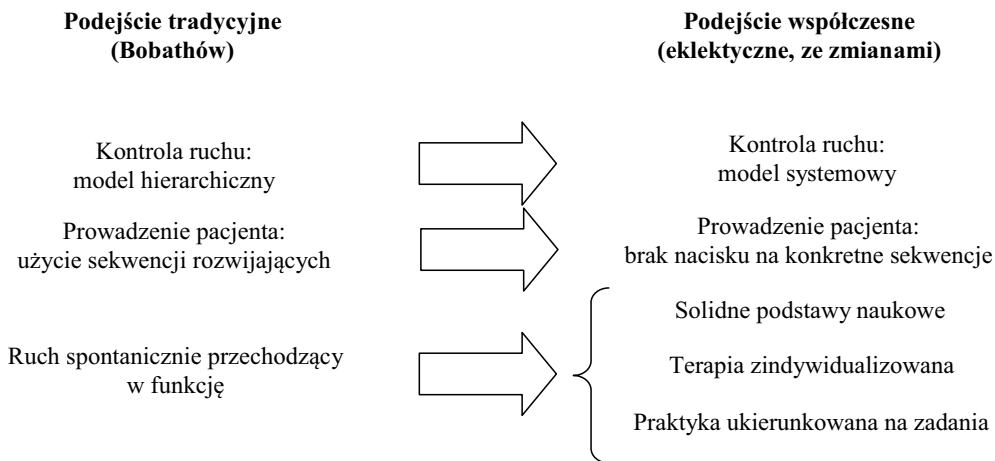 Podejście tradycyjne
(Bobathów)
Podejście współczesne
(eklektyczne, ze zmianami)
Kontrola ruchu:
model hierarchiczny
Kontrola ruchu:
model systemowy
Prowadzenie pacjenta:
użycie sekwencji rozwijających
Prowadzenie pacjenta:
brak nacisku na konkretne sekwencje
Ruch spontanicznie przechodzący
w funkcję
Solidne podstawy naukowe
Terapia zindywidualizowana
Praktyka ukierunkowana na zadania